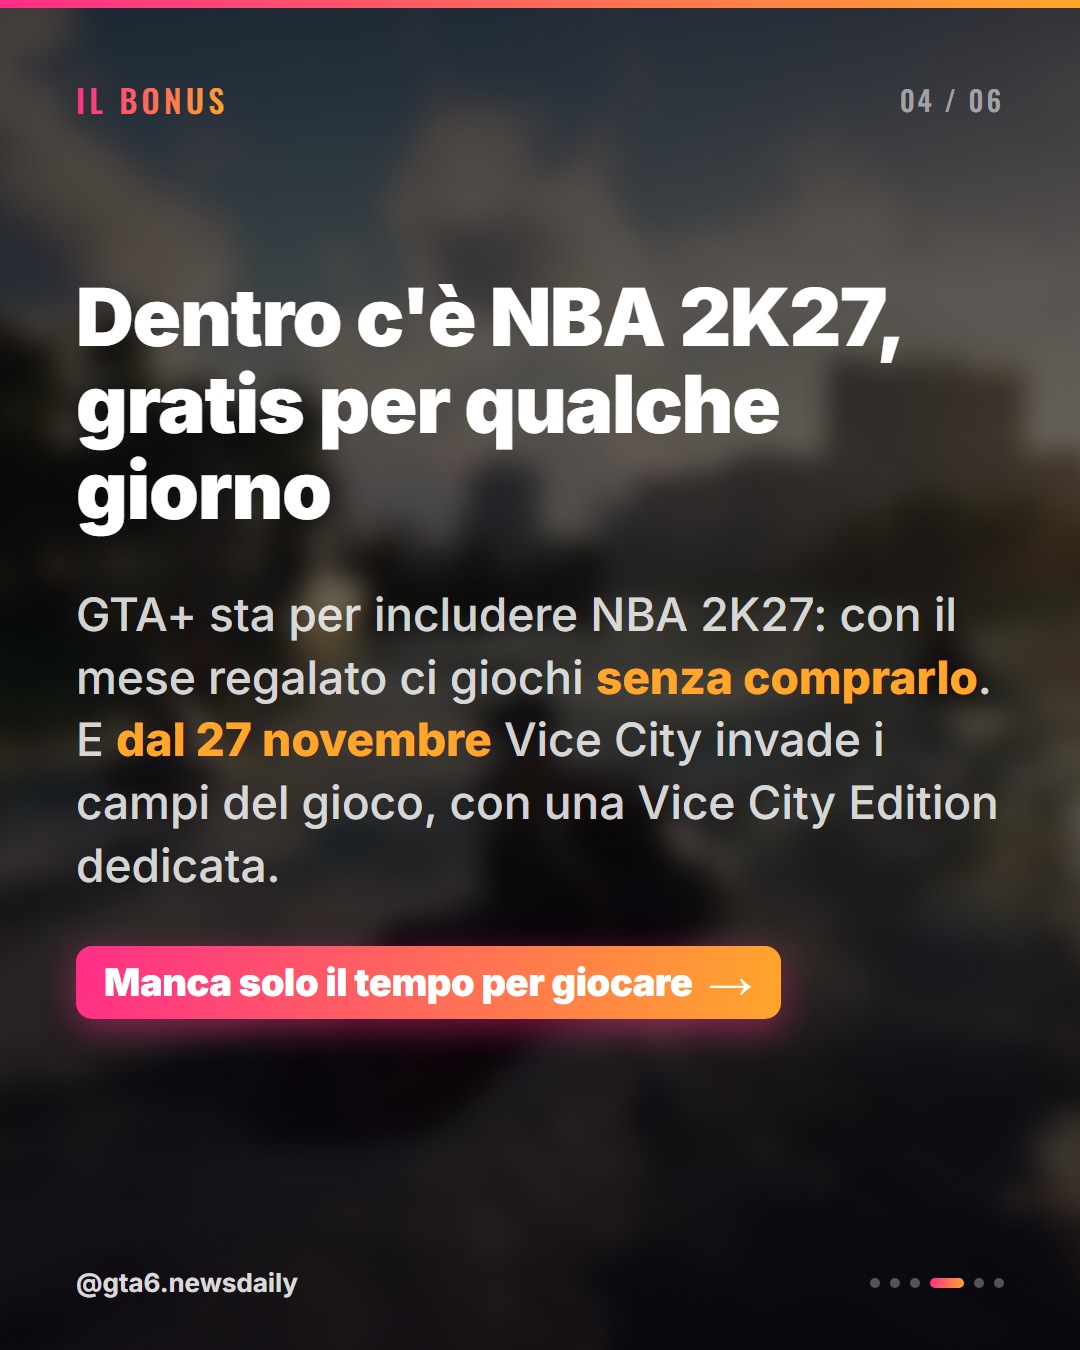 IL BONUS
04 / 06
Dentro c'è NBA 2K27,
gratis per qualche
giorno
GTA+ sta per includere NBA 2K27: con il
mese regalato ci giochi senza comprarlo.
E dal 27 novembre Vice City invade i
campi del gioco, con una Vice City Edition
dedicata.
Manca solo il tempo per giocare →
@gta6.newsdaily